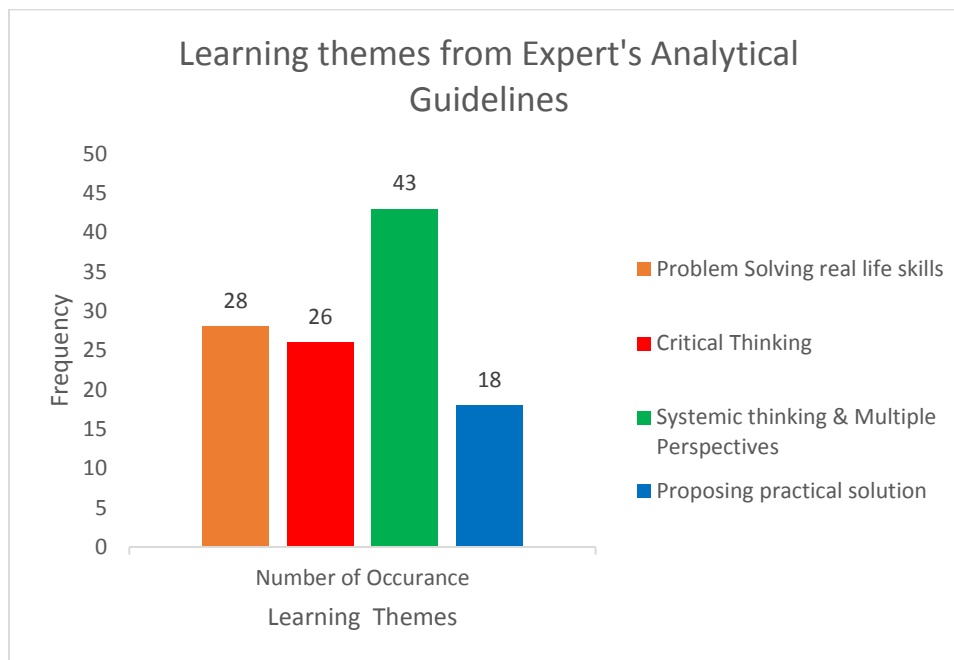 Learning themes from Expert's Analytical
Guidelines
50
45
40
35
30
25
20
15
10
5
0
Frequency
28
26
43
18
Number of Occurance
Learning Themes
Problem Solving real life skills
Critical Thinking
Systemic thinking & Multiple
Perspectives
Proposing practical solution